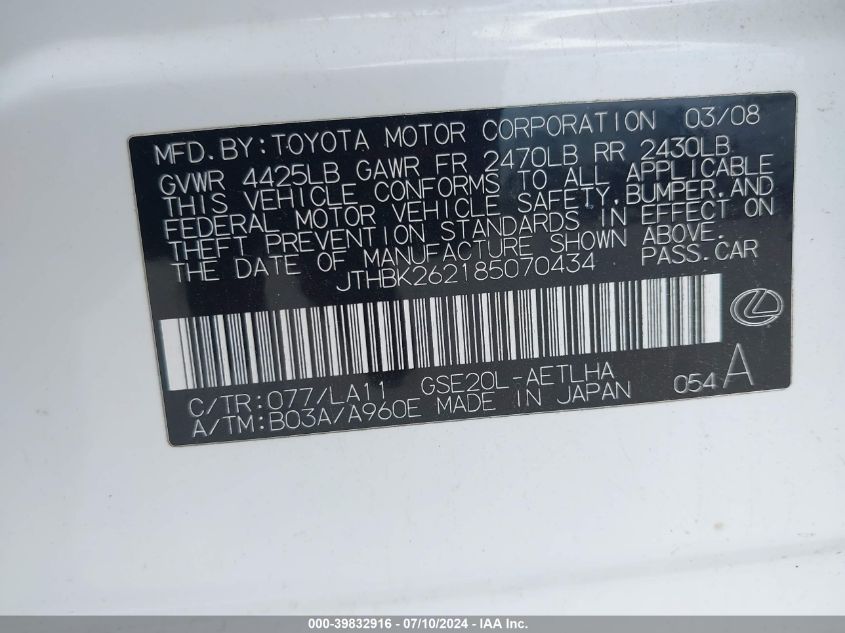 MFD. BY: TOYOTA MOTOR CORPORATION 03/08
GVWR 4425LB GAWR FR 2470LB RR 2430LB
THIS VEHICLE CONFORMS TO ALL APPLICABLE
FEDERAL MOTOR VEHICLE SAFETY, BUMPER, AND
THEFT PREVENTION STANDARDS IN EFFECT ON
THE DATE OF MANUFACTURE SHOWN ABOVE.
JTHBK262185070434 PASS. CAR
C/TR: 077/LA11 GSE20L-AETLHA
A/TM: B03A/A960E MADE IN JAPAN 054 A
000-39832916 - 07/10/2024 - IAA Inc.